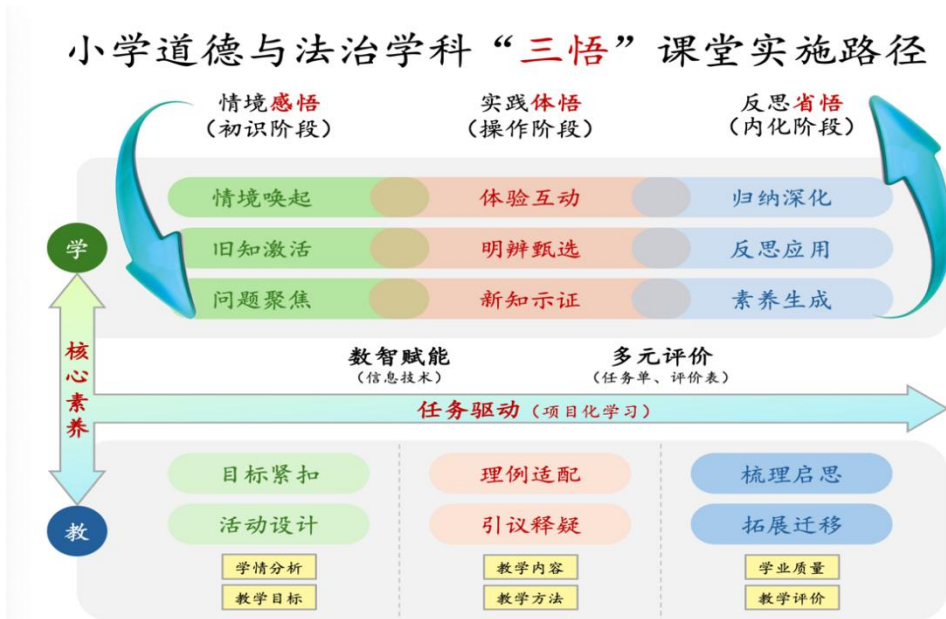 小学道德与法治学科“三悟”课堂实施路径
情境感悟 实践体悟 反思省悟
（初识阶段） （操作阶段） （内化阶段）
情境唤起 体验互动 归纳深化
学 旧知激活 明辨甄选 反思应用
问题聚焦 新知示证 素养生成
核心素养
数智赋能 多元评价
（信息技术） （任务单、评价表）
任务驱动（项目化学习）
目标紧扣 理例适配 梳理启思
教 活动设计 引议释疑 拓展迁移
学情分析 教学内容 学业质量
教学目标 教学方法 教学评价